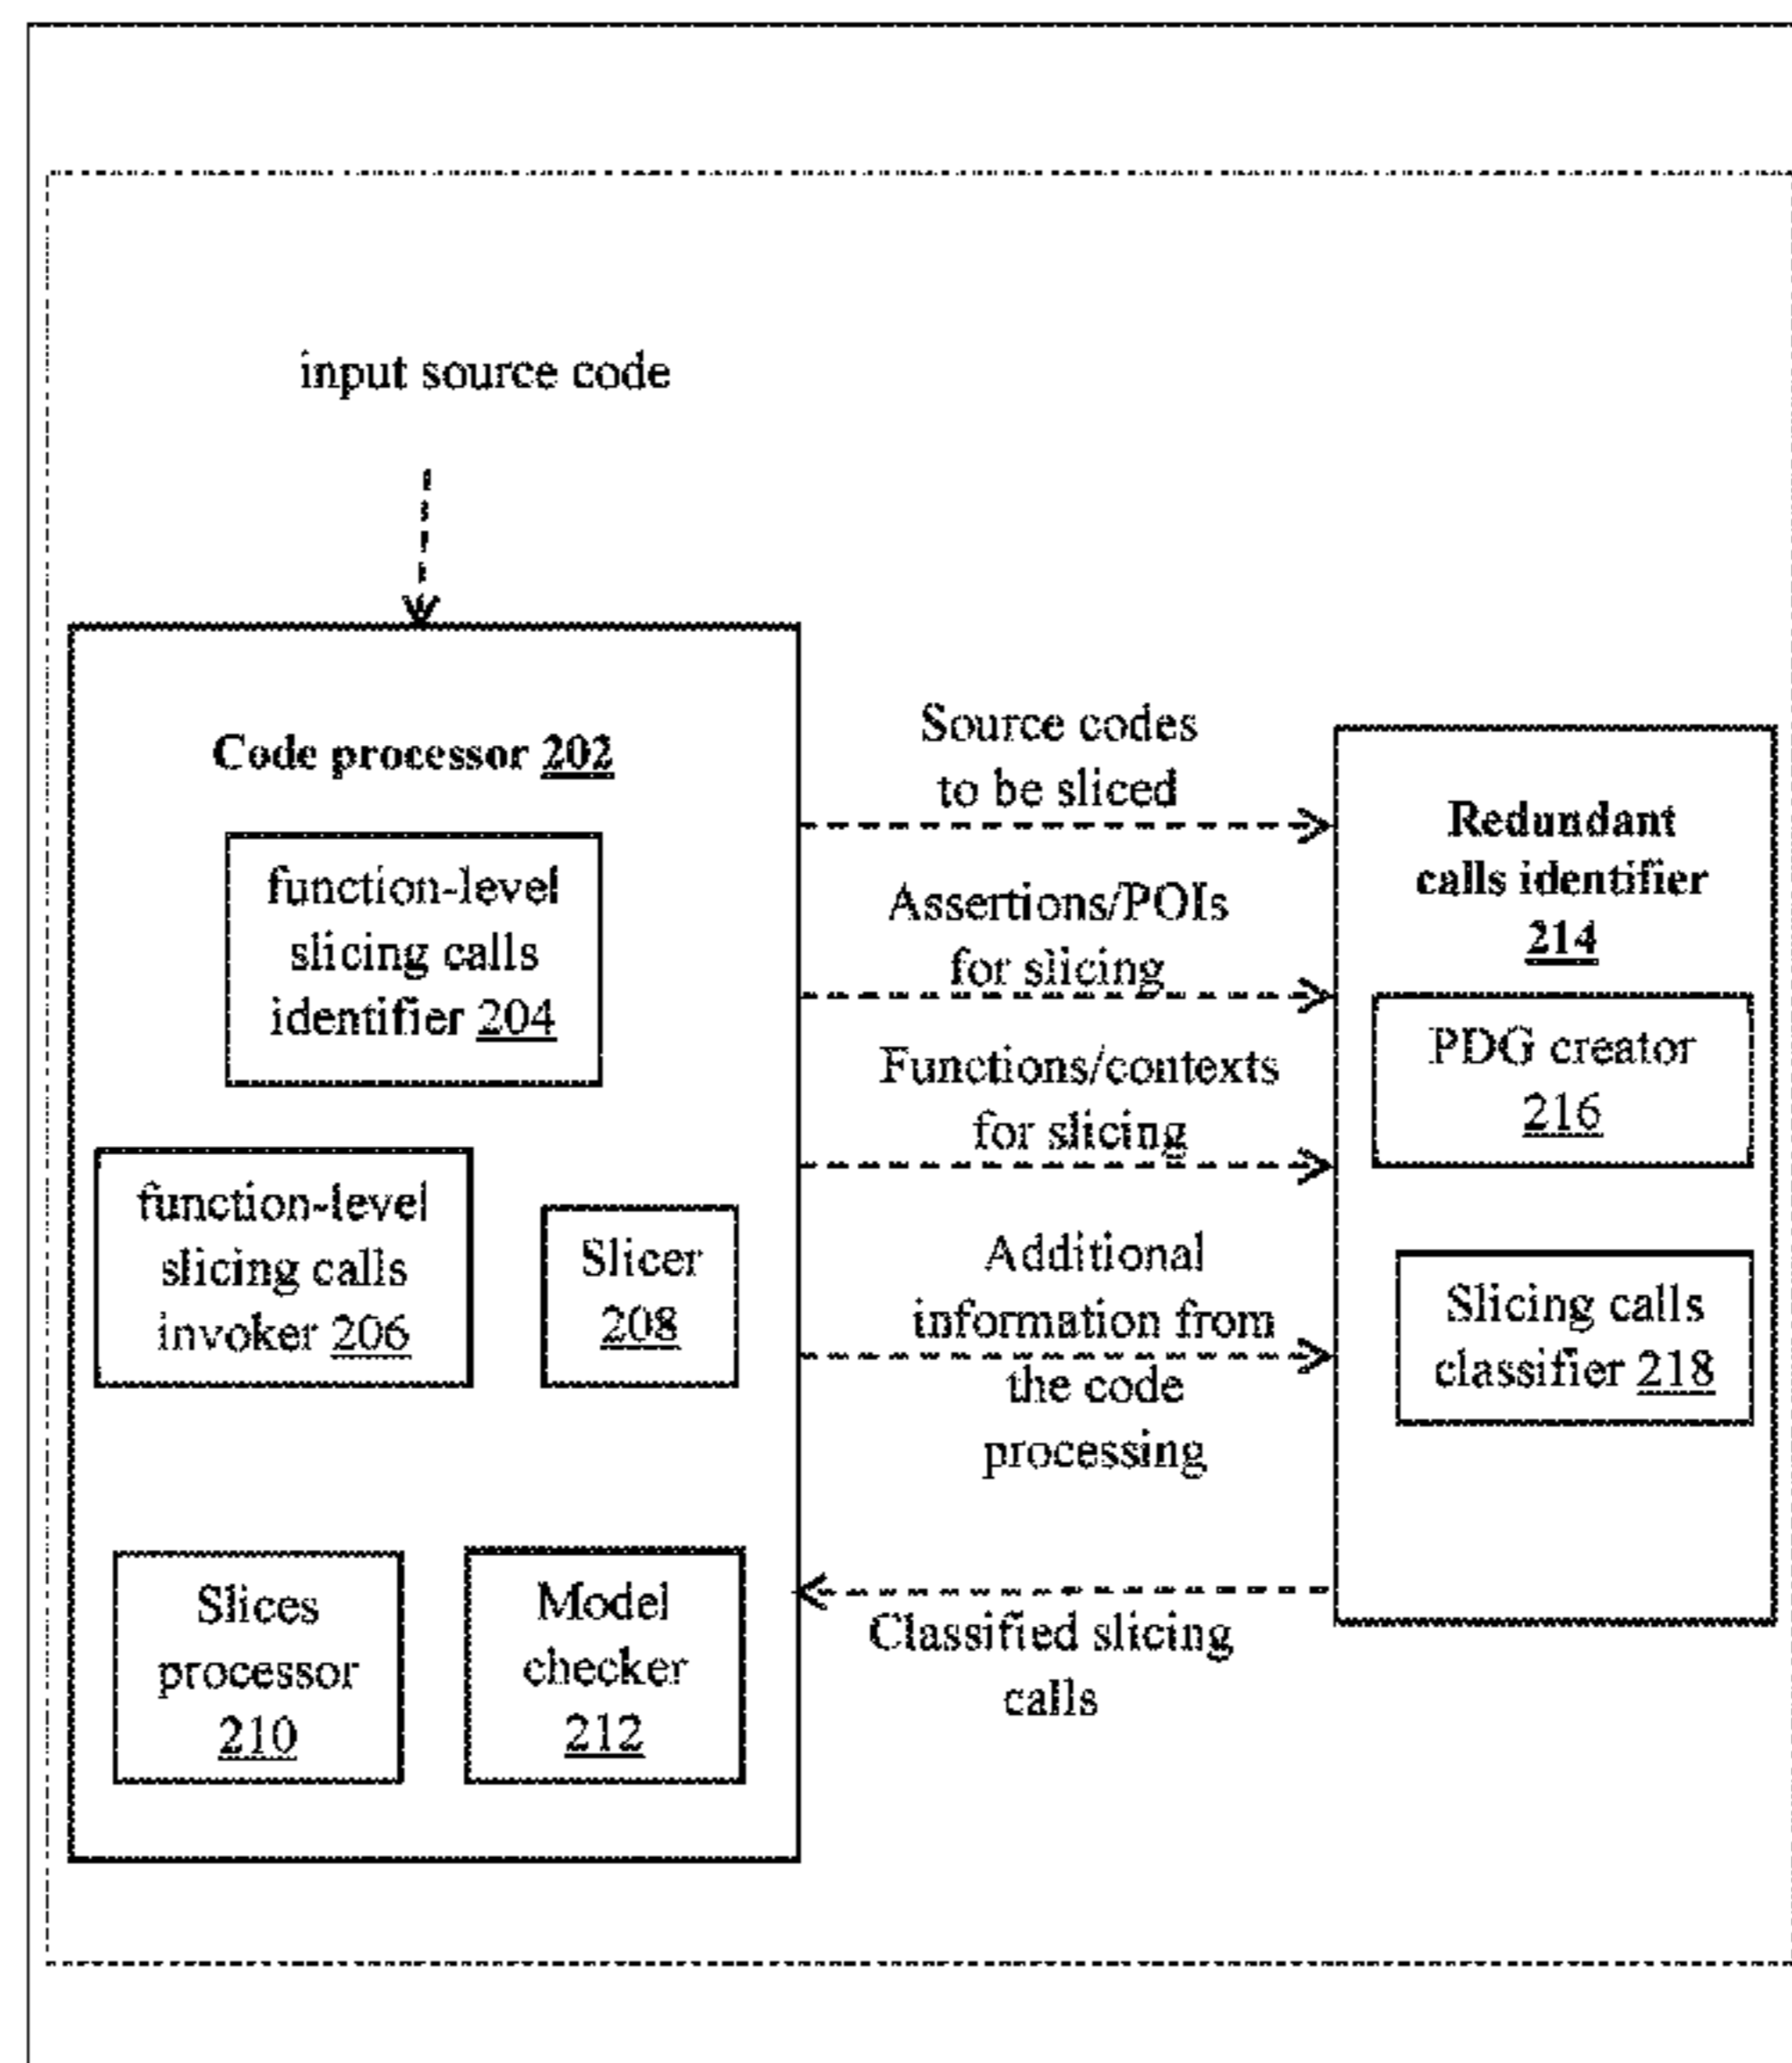 input source code
Code processor 202
function-level
slicing calls
identifier 204
function-level
slicing calls
invoker 206
Slicer
208
Slices
processor
210
Model
checker
212
Source codes
to be sliced
Assertions/POIs
for slicing
Functions/contexts
for slicing
Additional
information from
the code
processing
Classified slicing
calls
Redundant
calls identifier
214
PDG creator
216
Slicing calls
classifier 218